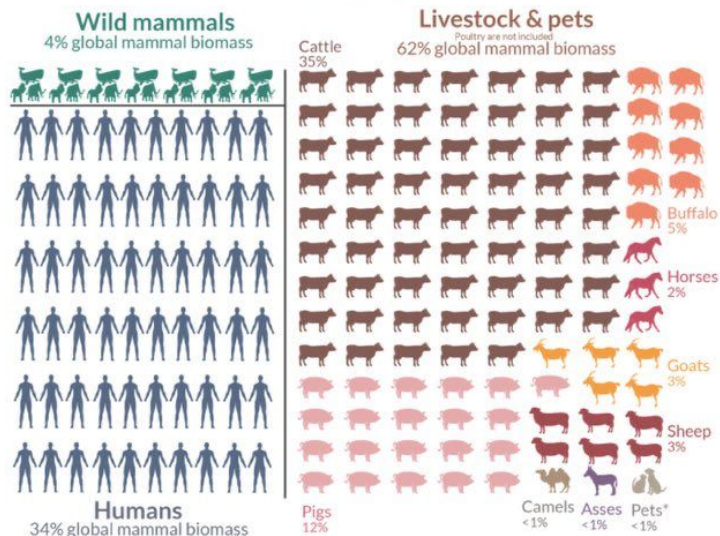 Wild mammals
4% global mammal biomass
Livestock & pets
Poultry are not included
62% global mammal biomass
Cattle
35%
Buffalo
5%
Horses
2%
Goats
3%
Sheep
3%
Pigs
12%
Camels
<1%
Asses
<1%
Pets*
<1%
Humans
34% global mammal biomass